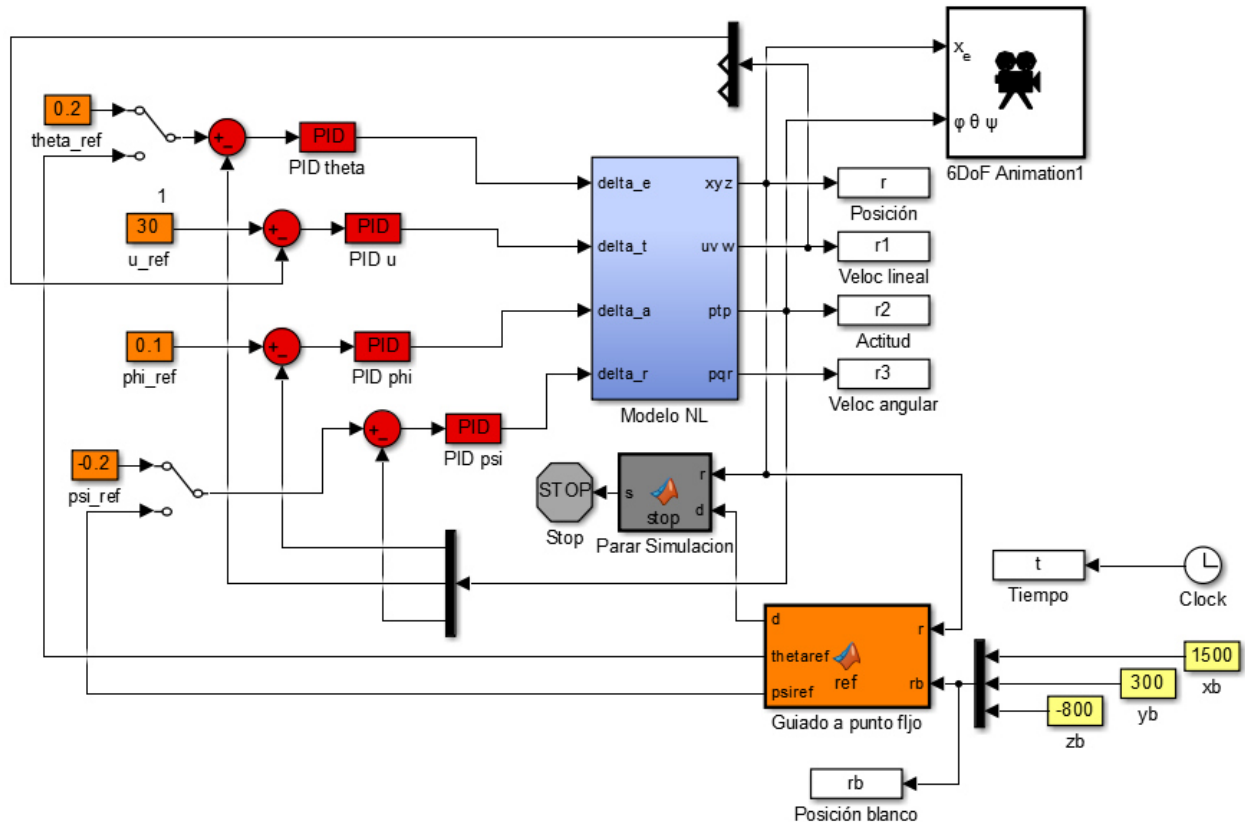 x_e
φ θ ψ
6DoF Animation1
0.2
theta_ref
+
-
PID
PID theta
1
30
u_ref
+
-
PID
PID u
0.1
phi_ref
+
-
PID
PID phi
-0.2
psi_ref
+
-
PID
PID psi
delta_e
xyz
delta_t
uvw
delta_a
ptp
delta_r
pqr
Modelo NL
r
Posición
r1
Veloc lineal
r2
Actitud
r3
Veloc angular
STOP
Stop
s
r
stop
d
Parar Simulacion
t
Tiempo
Clock
d
r
thetaref
ref
rb
psiref
Guiado a punto fIjo
1500
xb
300
yb
-800
zb
rb
Posición blanco